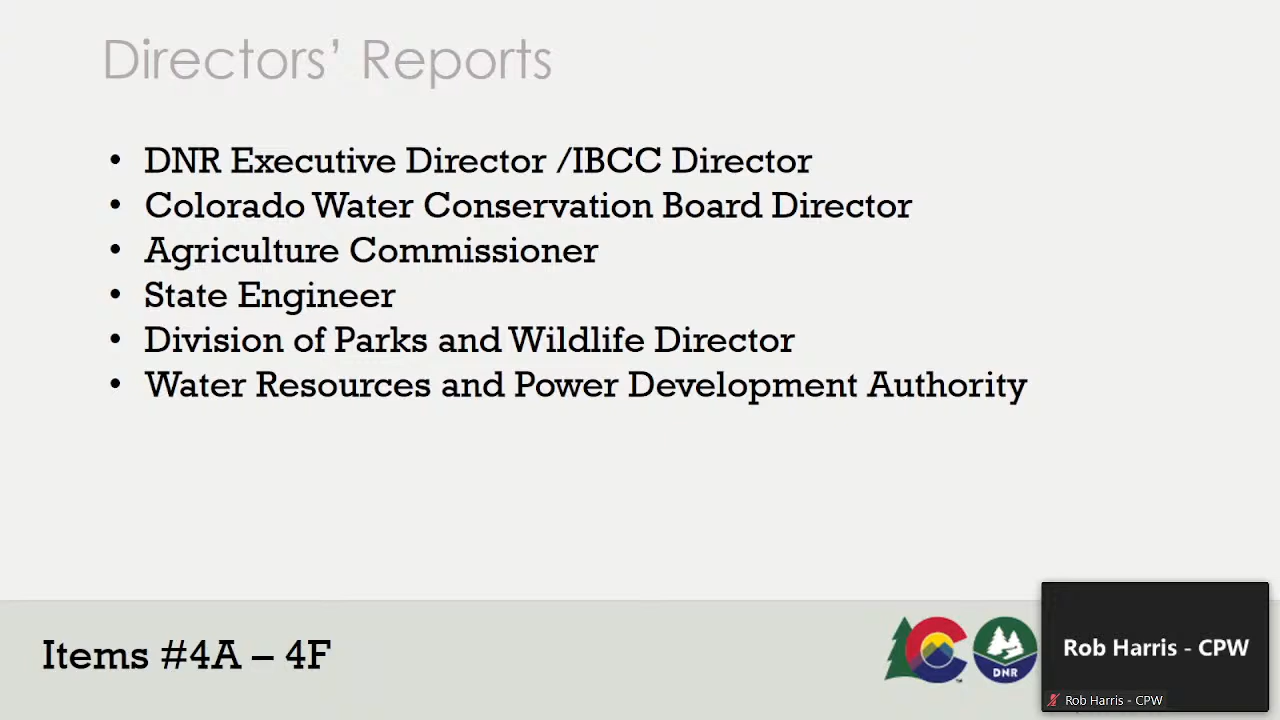 Directors' Reports
• DNR Executive Director /IBCC Director
• Colorado Water Conservation Board Director
• Agriculture Commissioner
• State Engineer
• Division of Parks and Wildlife Director
• Water Resources and Power Development Authority
Items #4A – 4F
DNR
Rob Harris - CPW
Rob Harris - CPW